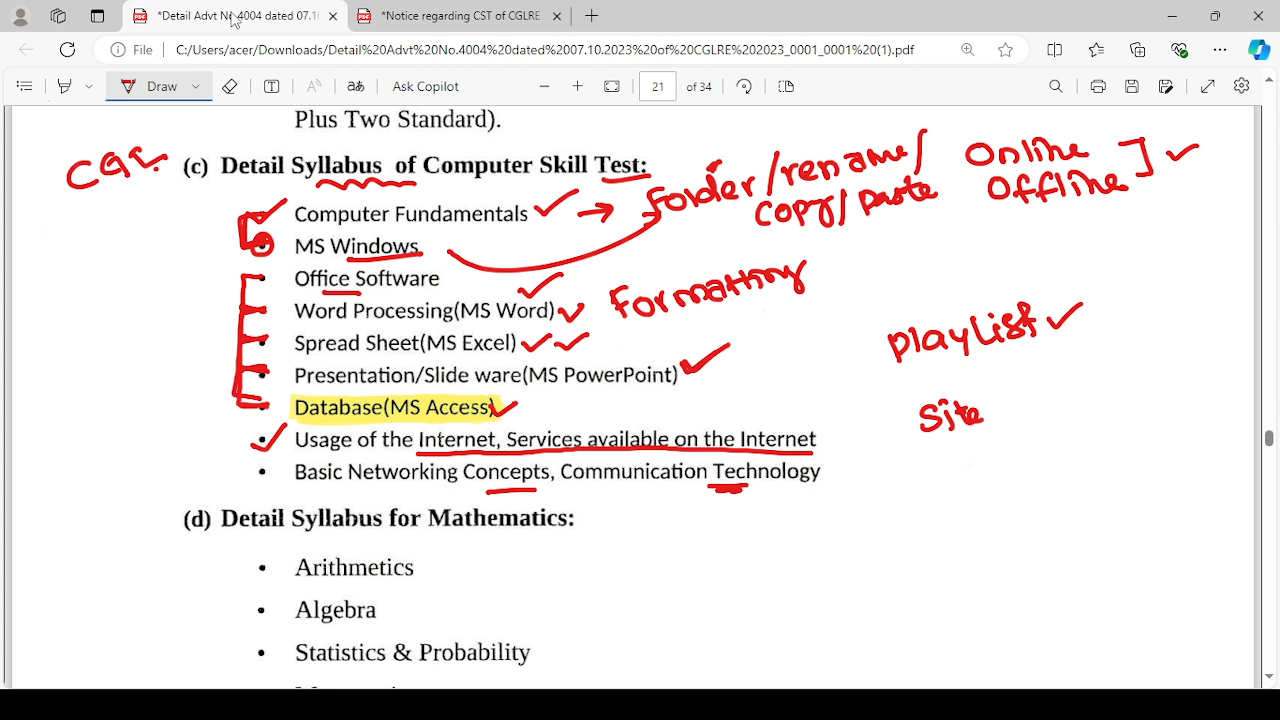 *Detail Advt No.4004 dated 07.10
*Notice regarding CST of CGLRE
File
C:/Users/acer/Downloads/Detail%20Advt%20No.4004%20dated%2007.10.2023%20of%20CGLRE%202023_0001_0001%20(1).pdf
Draw
Ask Copilot
21 of 34
Plus Two Standard).
CGL
(c) Detail Syllabus of Computer Skill Test:
Folder/rename/
Copy/Paste
Online
Offline
• Computer Fundamentals
• MS Windows
• Office Software
• Word Processing(MS Word)
Formatting
• Spread Sheet(MS Excel)
Playlist
• Presentation/Slide ware(MS PowerPoint)
• Database(MS Access)
Site
• Usage of the Internet, Services available on the Internet
• Basic Networking Concepts, Communication Technology
(d) Detail Syllabus for Mathematics:
• Arithmetics
• Algebra
• Statistics & Probability